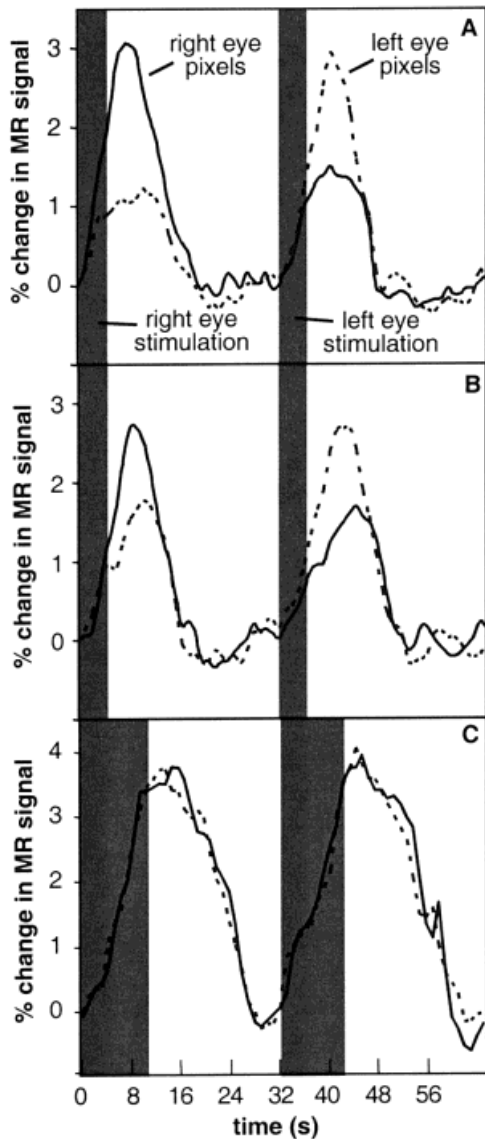 A
3
2
1
0
% change in MR signal
right eye
pixels
left eye
pixels
right eye
stimulation
left eye
stimulation
B
3
2
1
0
% change in MR signal
C
4
3
2
1
0
% change in MR signal
0 8 16 24 32 40 48 56
time (s)